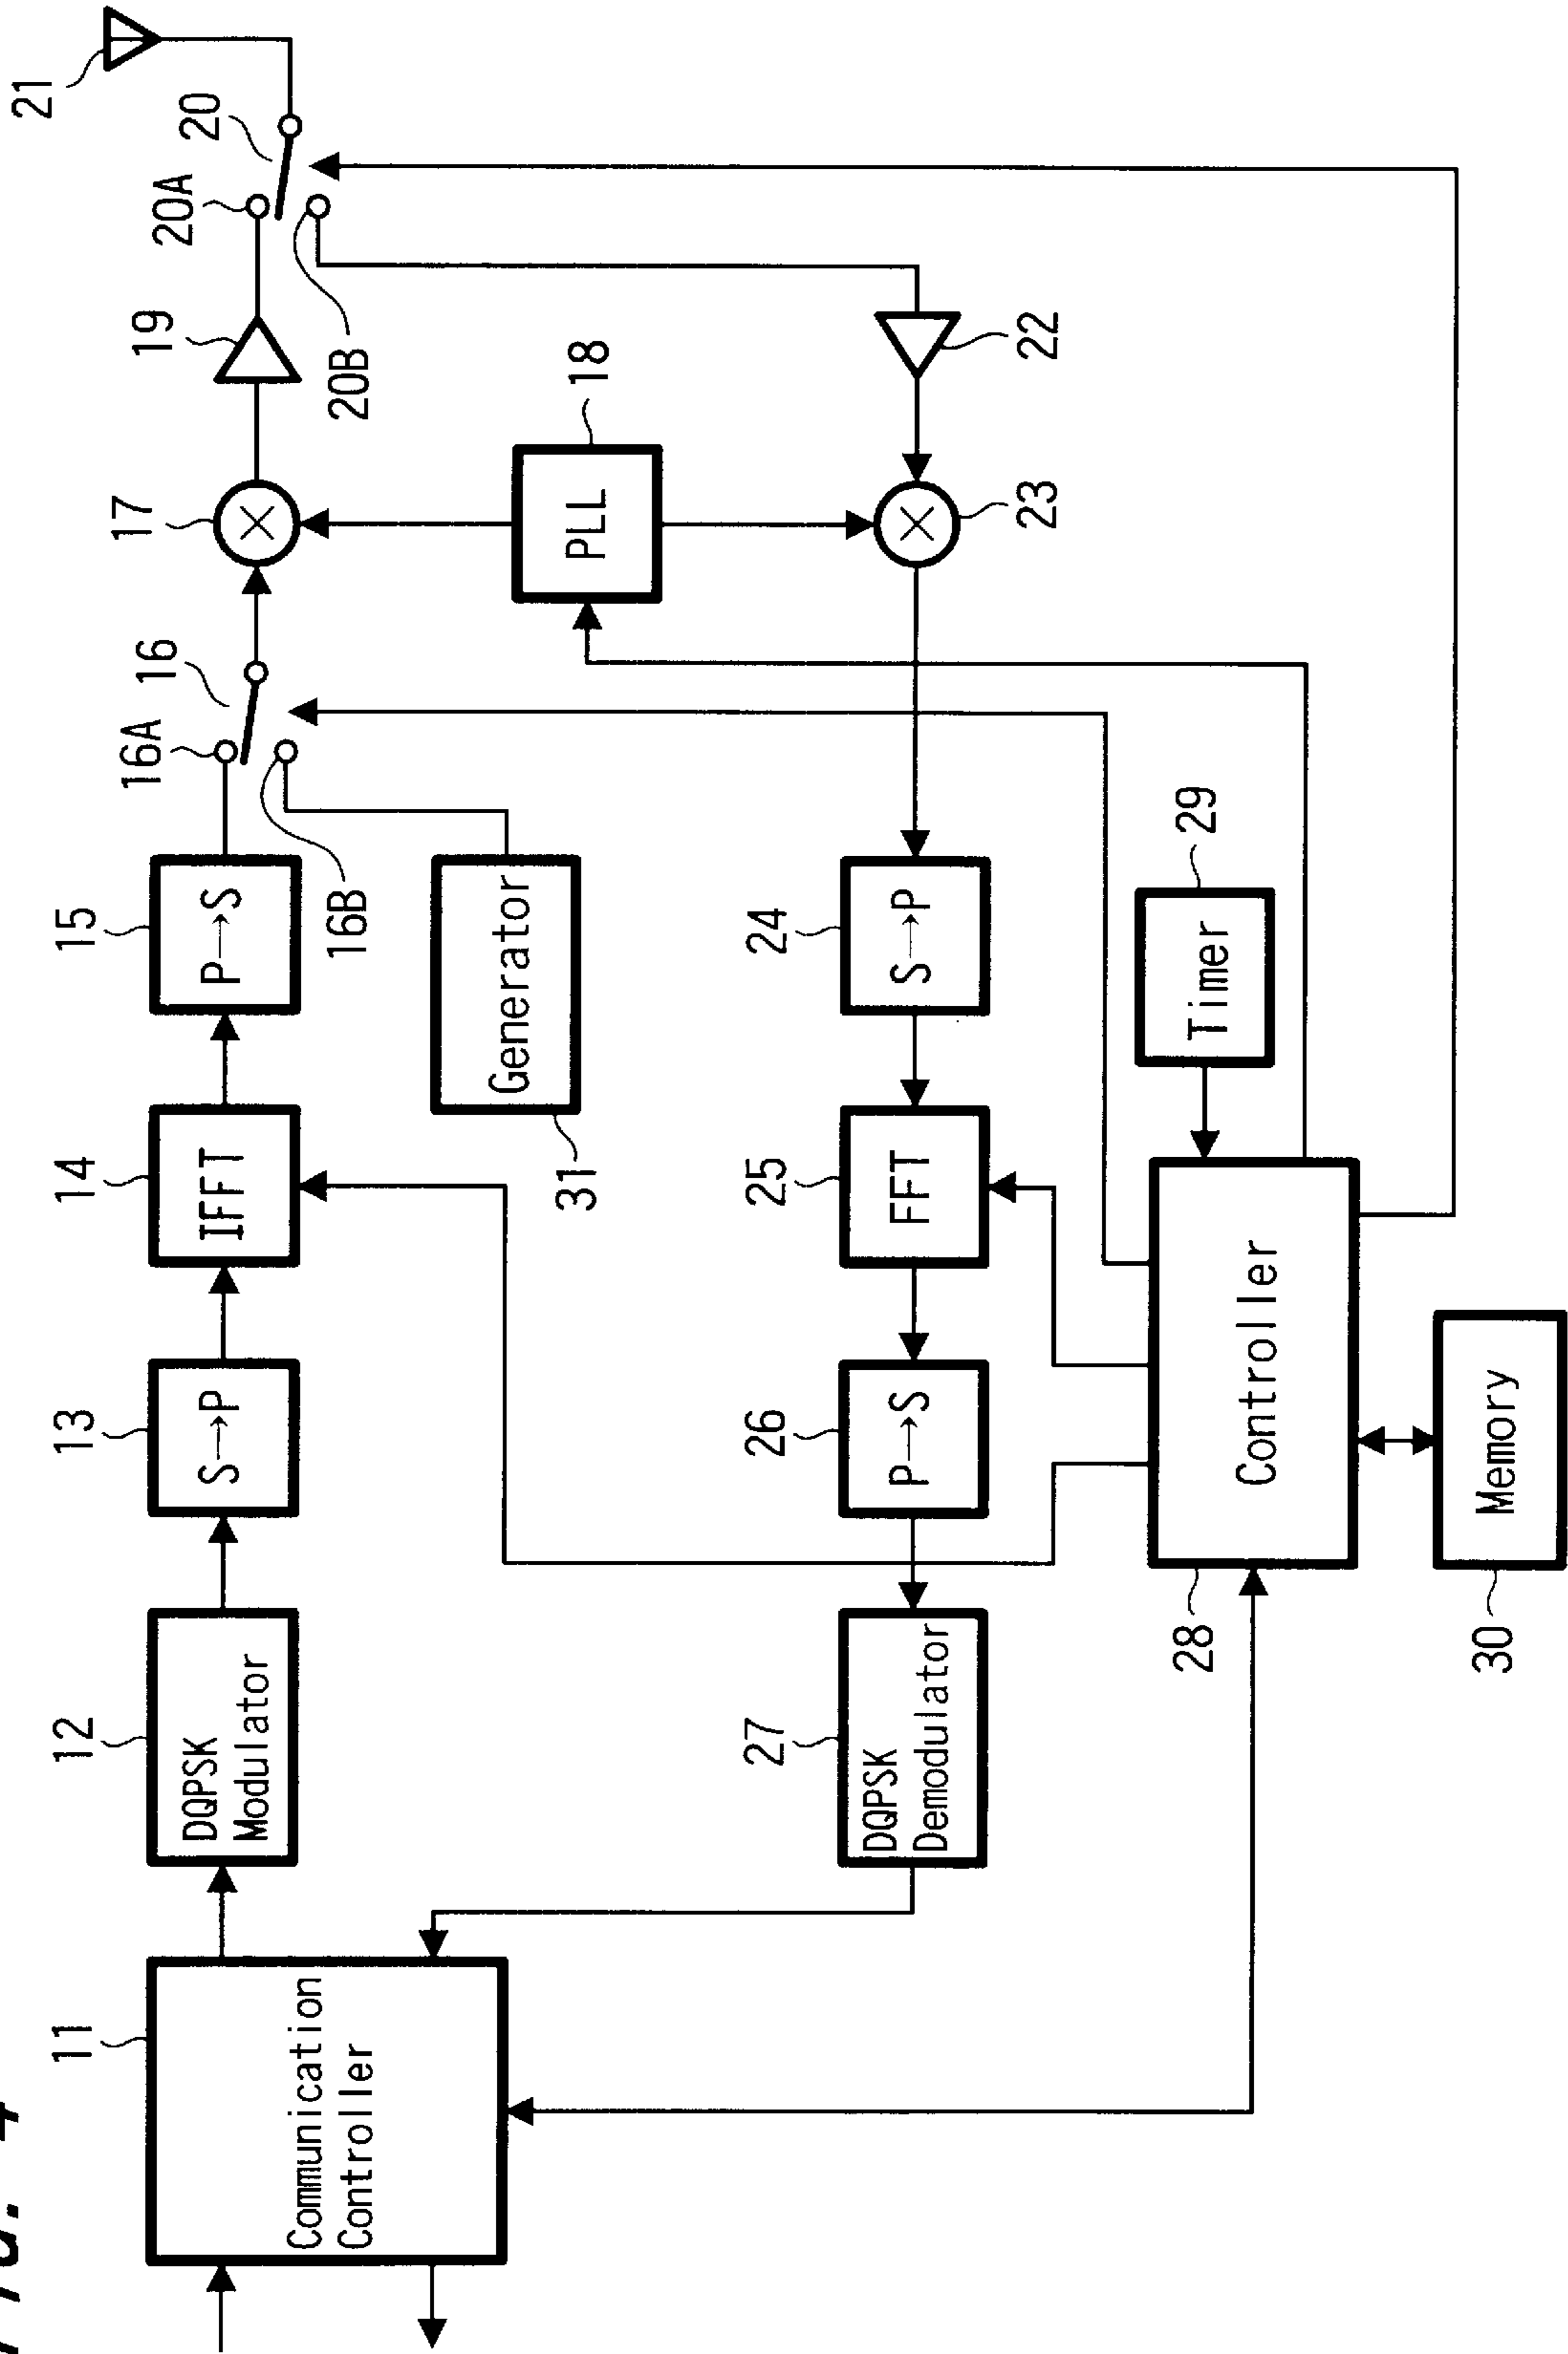 FIG. 4
11
Communication
Controller
12
DQPSK
Modulator
13
S→P
14
IFFT
15
P→S
16A
16
16B
17
19
20A
20
20B
21
Generator
31
PLL
18
22
23
24
S→P
25
FFT
26
P→S
27
DQPSK
Demodulator
Timer
29
Controller
28
Memory
30